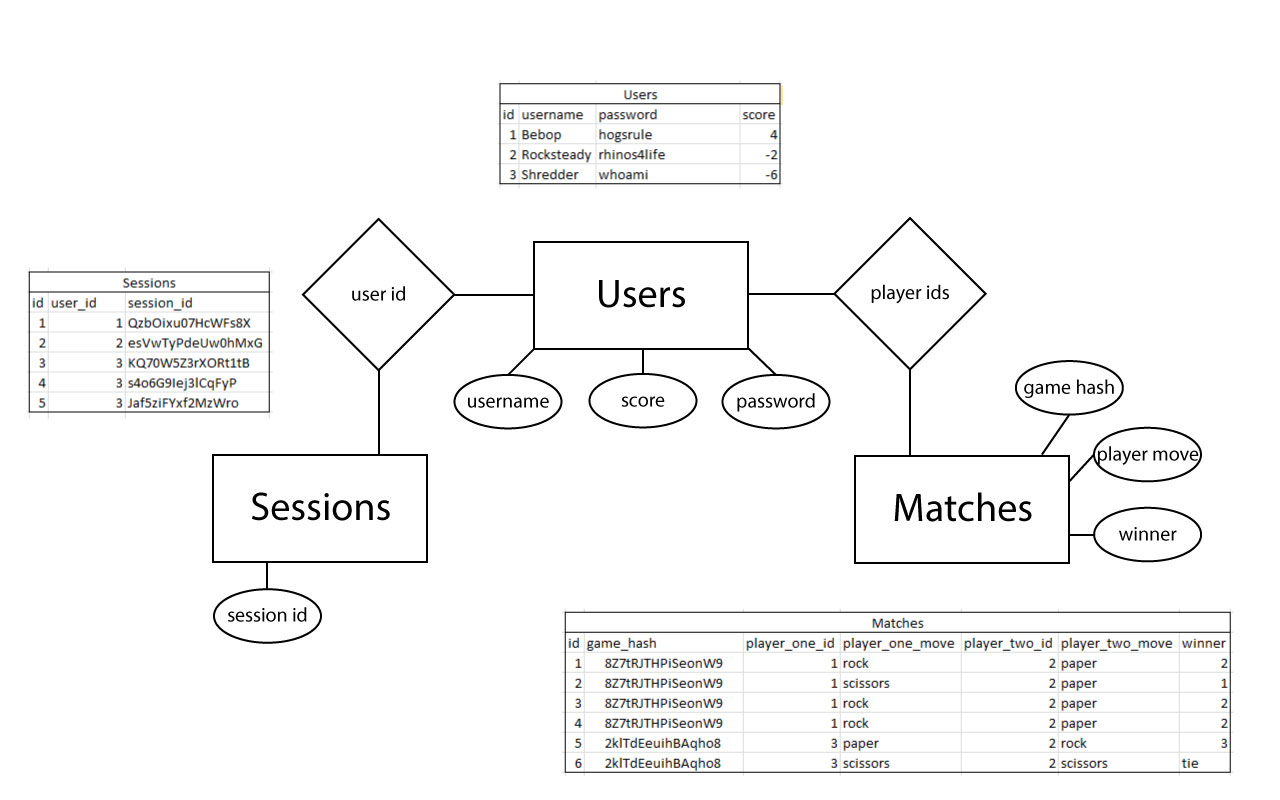 Users
id username password score
1 Bebop hogsrule 4
2 Rocksteady rhinos4life -2
3 Shredder whoami -6
Sessions
id user_id session_id
1 1 QzbOixu07HcWFs8X
2 2 esVwTyPdeUw0hMxG
3 3 KQ70W5Z3rXORt1tB
4 3 s4o6G9Iej3lCqFyP
5 3 Jaf5ziFYxf2MzWro
user id
Users
player ids
username
score
password
game hash
player move
winner
Sessions
Matches
session id
Matches
id game_hash player_one_id player_one_move player_two_id player_two_move winner
1 8Z7tRJTHPiSeonW9 1 rock 2 paper 2
2 8Z7tRJTHPiSeonW9 1 scissors 2 paper 1
3 8Z7tRJTHPiSeonW9 1 rock 2 paper 2
4 8Z7tRJTHPiSeonW9 1 rock 2 paper 2
5 2klTdEeuihBAqho8 3 paper 2 rock 3
6 2klTdEeuihBAqho8 3 scissors 2 scissors tie